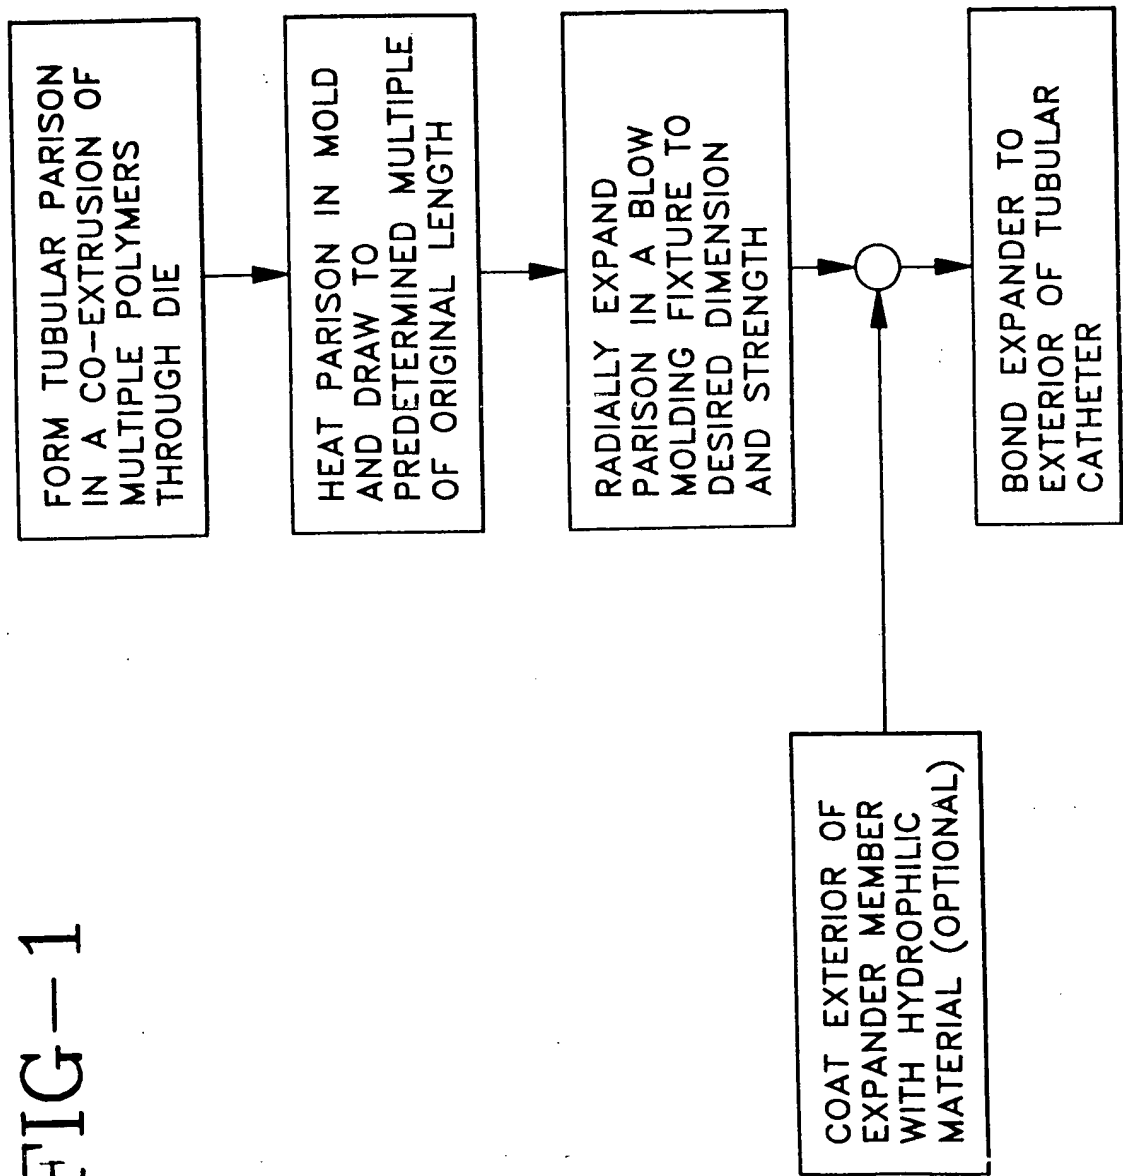 FORM TUBULAR PARISON
IN A CO-EXTRUSION OF
MULTIPLE POLYMERS
THROUGH DIE
HEAT PARISON IN MOLD
AND DRAW TO
PREDETERMINED MULTIPLE
OF ORIGINAL LENGTH
RADIALLY EXPAND
PARISON IN A BLOW
MOLDING FIXTURE TO
DESIRED DIMENSION
AND STRENGTH
COAT EXTERIOR OF
EXPANDER MEMBER
WITH HYDROPHILIC
MATERIAL (OPTIONAL)
BOND EXPANDER TO
EXTERIOR OF TUBULAR
CATHETER
FIG-1